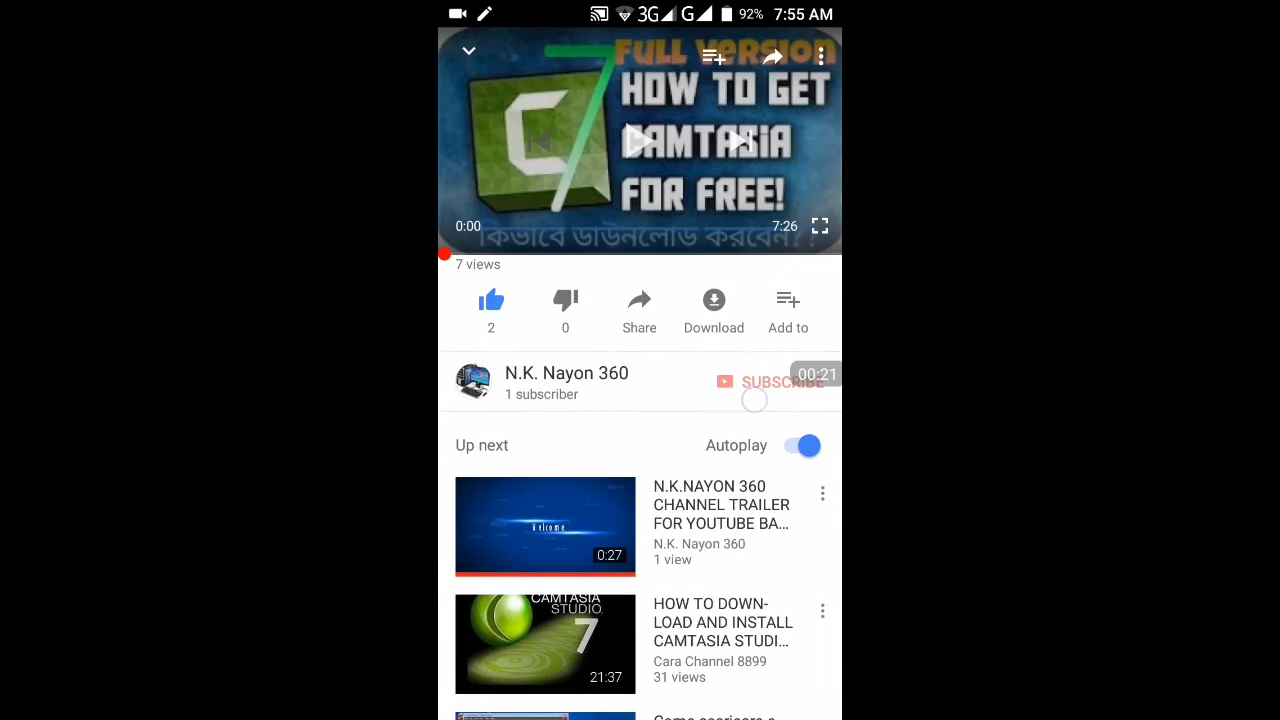 3G G 92% 7:55 AM
FULL VERSION
HOW TO GET
CAMTASIA
FOR FREE!
C 7
0:00 7:26
কিভাবে ডাউনলোড করবেন??
7 views
2 0 Share Download Add to
N.K. Nayon 360
1 subscriber
SUBSCRIBE 00:21
Up next Autoplay
N.K.NAYON 360
CHANNEL TRAILER
FOR YOUTUBE BA...
N.K. Nayon 360
1 view
Welcome
0:27
HOW TO DOWN-
LOAD AND INSTALL
CAMTASIA STUDI...
Cara Channel 8899
31 views
CAMTASIA
STUDIO
7
21:37